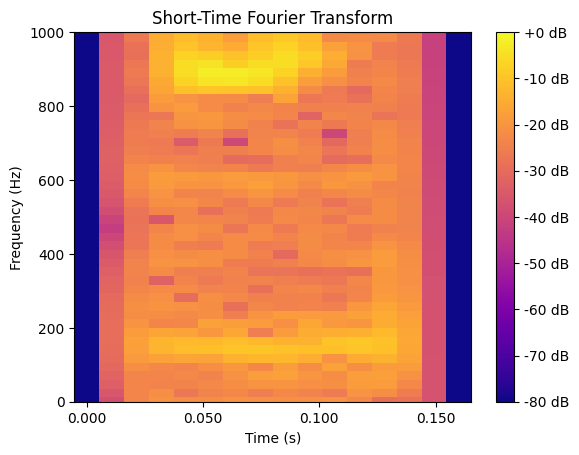 Short-Time Fourier Transform
1000
800
600
400
200
0
Frequency (Hz)
0.000
0.050
0.100
0.150
Time (s)
+0 dB
-10 dB
-20 dB
-30 dB
-40 dB
-50 dB
-60 dB
-70 dB
-80 dB